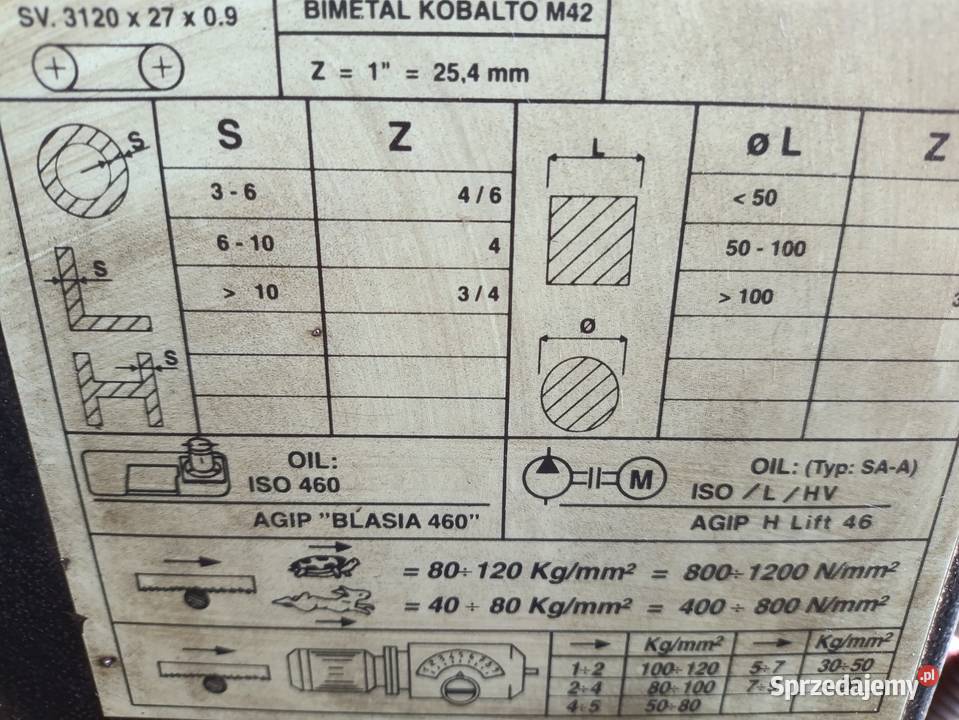 SV. 3120 x 27 x 0.9
BIMETAL KOBALTO M42
Z = 1" = 25,4 mm
S Z
3 - 6 4 / 6
6 - 10 4
> 10 3 / 4
S
S
S
L
Ø
ø L Z
< 50
50 - 100
> 100
OIL:
ISO 460
AGIP "BLASIA 460"
M
OIL: (Typ: SA-A)
ISO / L / HV
AGIP H Lift 46
= 80÷120 Kg/mm² = 800÷1200 N/mm²
= 40 ÷ 80 Kg/mm² = 400 ÷ 800 N/mm²
Kg/mm² Kg/mm²
1÷2 100÷120 5÷7 30÷50
2÷4 80÷100
4÷5 50÷80
Sprzedajemy.pl